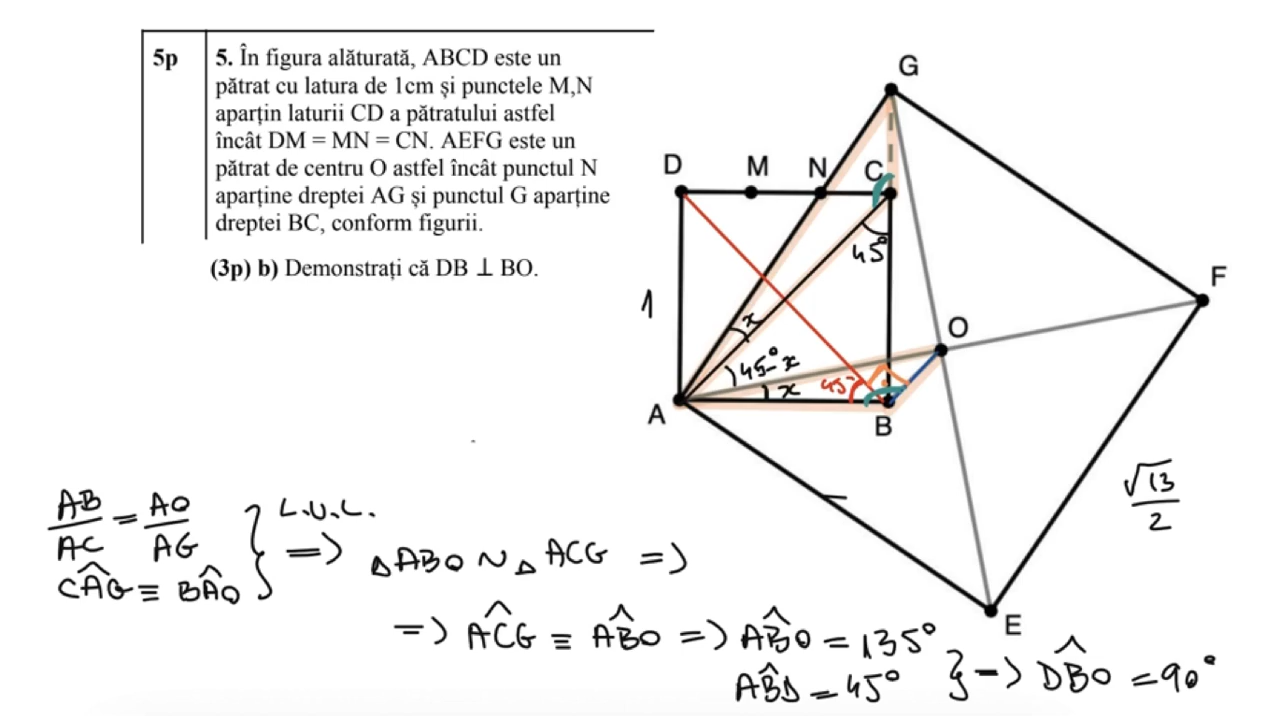 5p
5. În figura alăturată, ABCD este un
pătrat cu latura de 1cm și punctele M,N
aparțin laturii CD a pătratului astfel
încât DM = MN = CN. AEFG este un
pătrat de centru O astfel încât punctul N
aparține dreptei AG și punctul G aparține
dreptei BC, conform figurii.
(3p) b) Demonstrați că DB ⊥ BO.
G
D M N C
45°
F
1
x
O
45°-x
x
45°
A
B
√13/2
E
AB/AC = AO/AG
CÂG ≡ BÂO
} L.U.L. => △ABO ~ △ACG =>
=> AĈG ≡ AB̂O => AB̂O = 135°
AB̂D = 45°
} => DB̂O = 90°